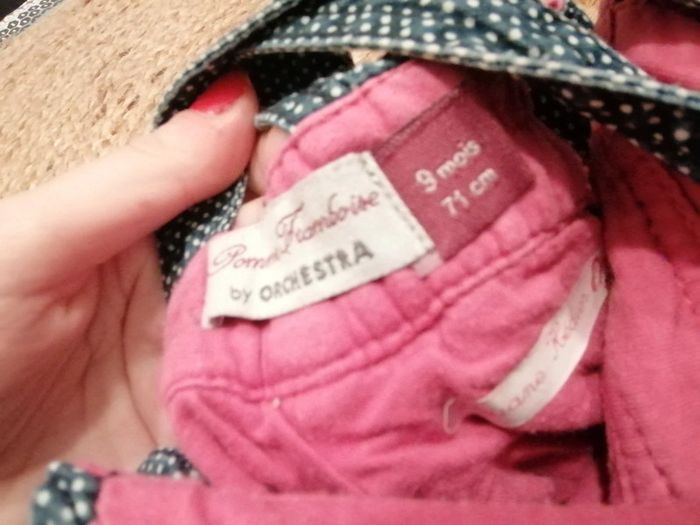 Pomme Framboise
by ORCHESTRA
9 mois
71 cm